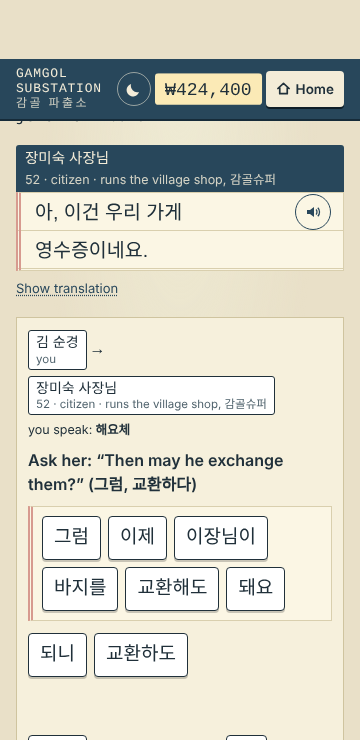 GAMGOL
SUBSTATION
감골 파출소
₩424,400
Home
장미숙 사장님
52 · citizen · runs the village shop, 감골슈퍼
아, 이건 우리 가게
영수증이네요.
Show translation
김 순경
you
→
장미숙 사장님
52 · citizen · runs the village shop, 감골슈퍼
you speak: 해요체
Ask her: “Then may he exchange
them?” (그럼, 교환하다)
그럼 이제 이장님이
바지를 교환해도 돼요
되니 교환하도